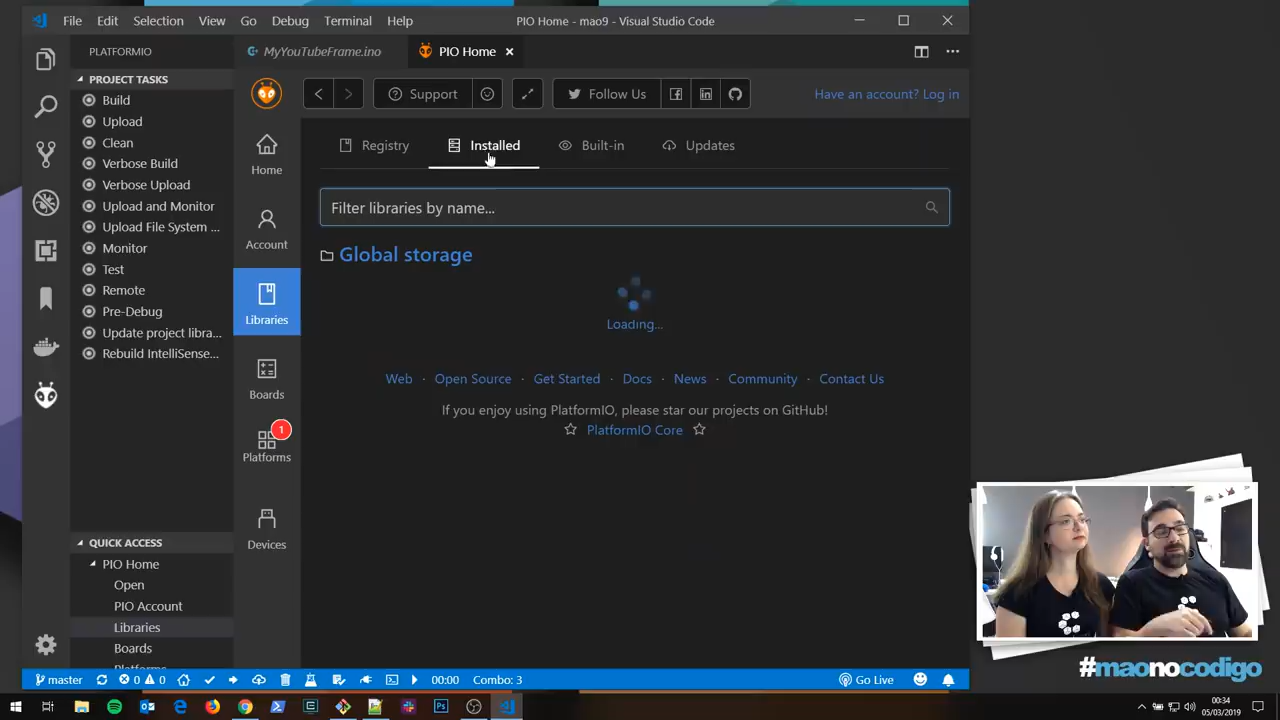 File Edit Selection View Go Debug Terminal Help
PIO Home - mao9 - Visual Studio Code
PLATFORMIO
MyYouTubeFrame.ino
PIO Home
PROJECT TASKS
Build
Upload
Clean
Verbose Build
Verbose Upload
Upload and Monitor
Upload File System ...
Monitor
Test
Remote
Pre-Debug
Update project libra...
Rebuild IntelliSense...
QUICK ACCESS
PIO Home
Open
PIO Account
Libraries
Boards
Platforms
Home
Account
Libraries
Boards
1
Platforms
Devices
Support
Follow Us
Have an account? Log in
Registry
Installed
Built-in
Updates
Filter libraries by name...
Global storage
Loading...
Web · Open Source · Get Started · Docs · News · Community · Contact Us
If you enjoy using PlatformIO, please star our projects on GitHub!
PlatformIO Core
#maonocodigo
master 0 0 00:00 Combo: 3 Go Live
00:34
05/03/2019